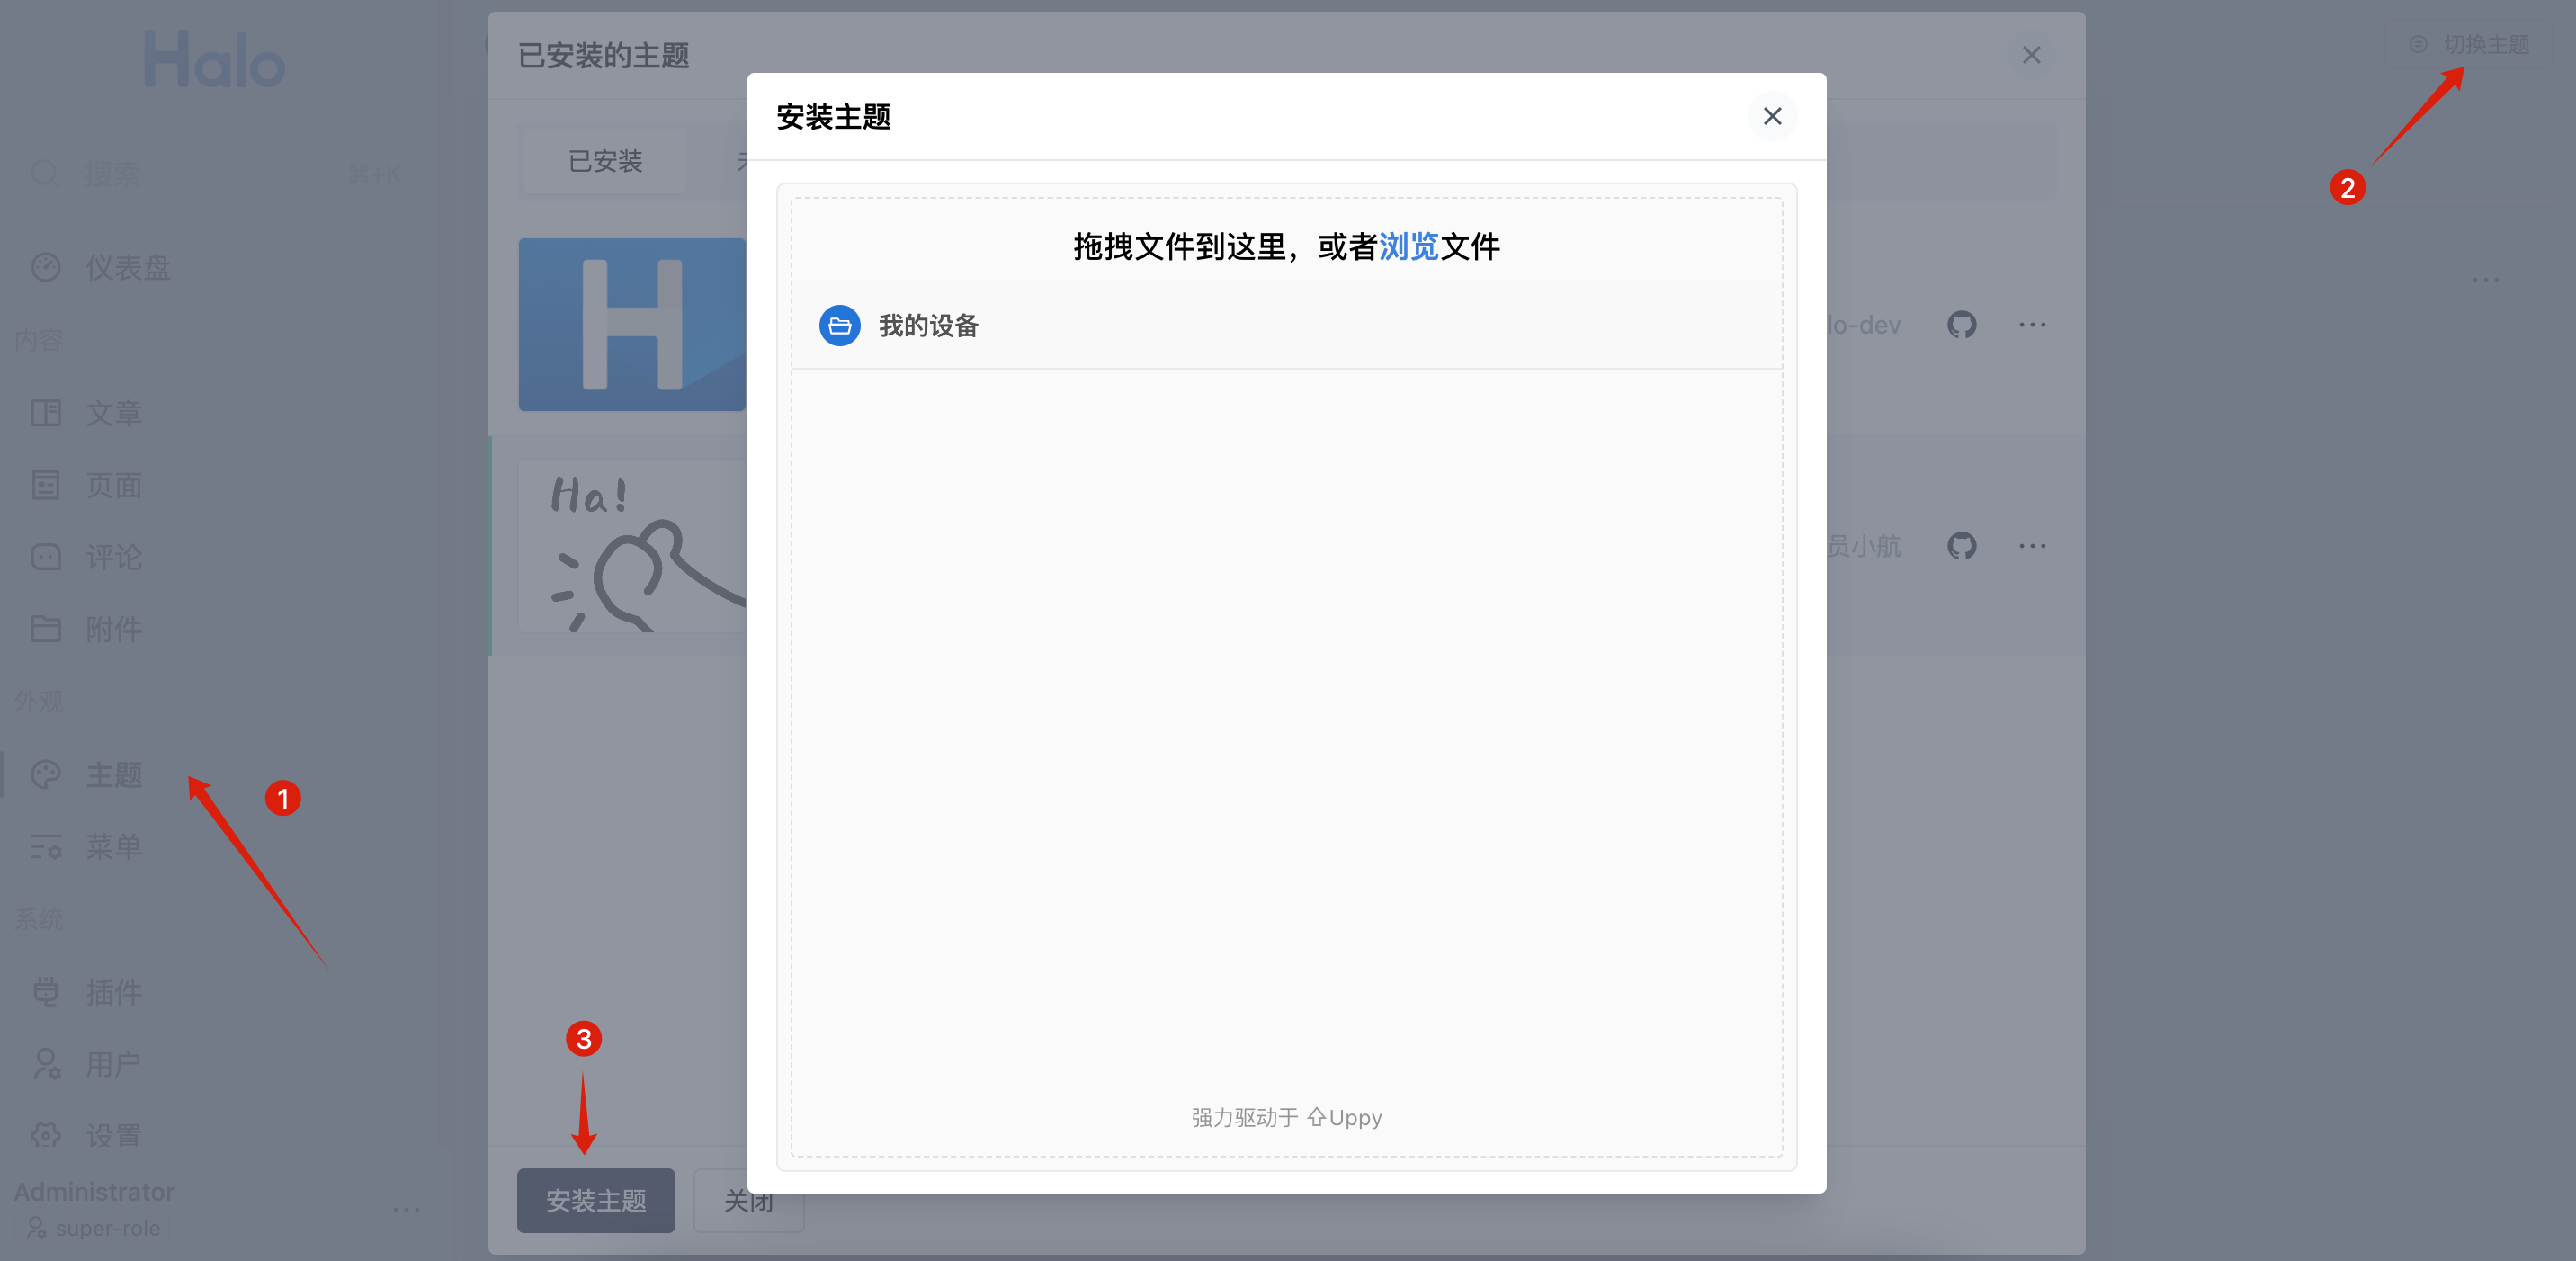 Halo
搜索
⌘+K
仪表盘
内容
文章
页面
评论
附件
外观
主题
1
菜单
系统
插件
用户
设置
Administrator
super-role
已安装的主题
已安装
H
Ha!
3
安装主题
关闭
安装主题
拖拽文件到这里，或者浏览文件
我的设备
强力驱动于 Uppy
lo-dev
员小航
切换主题
2